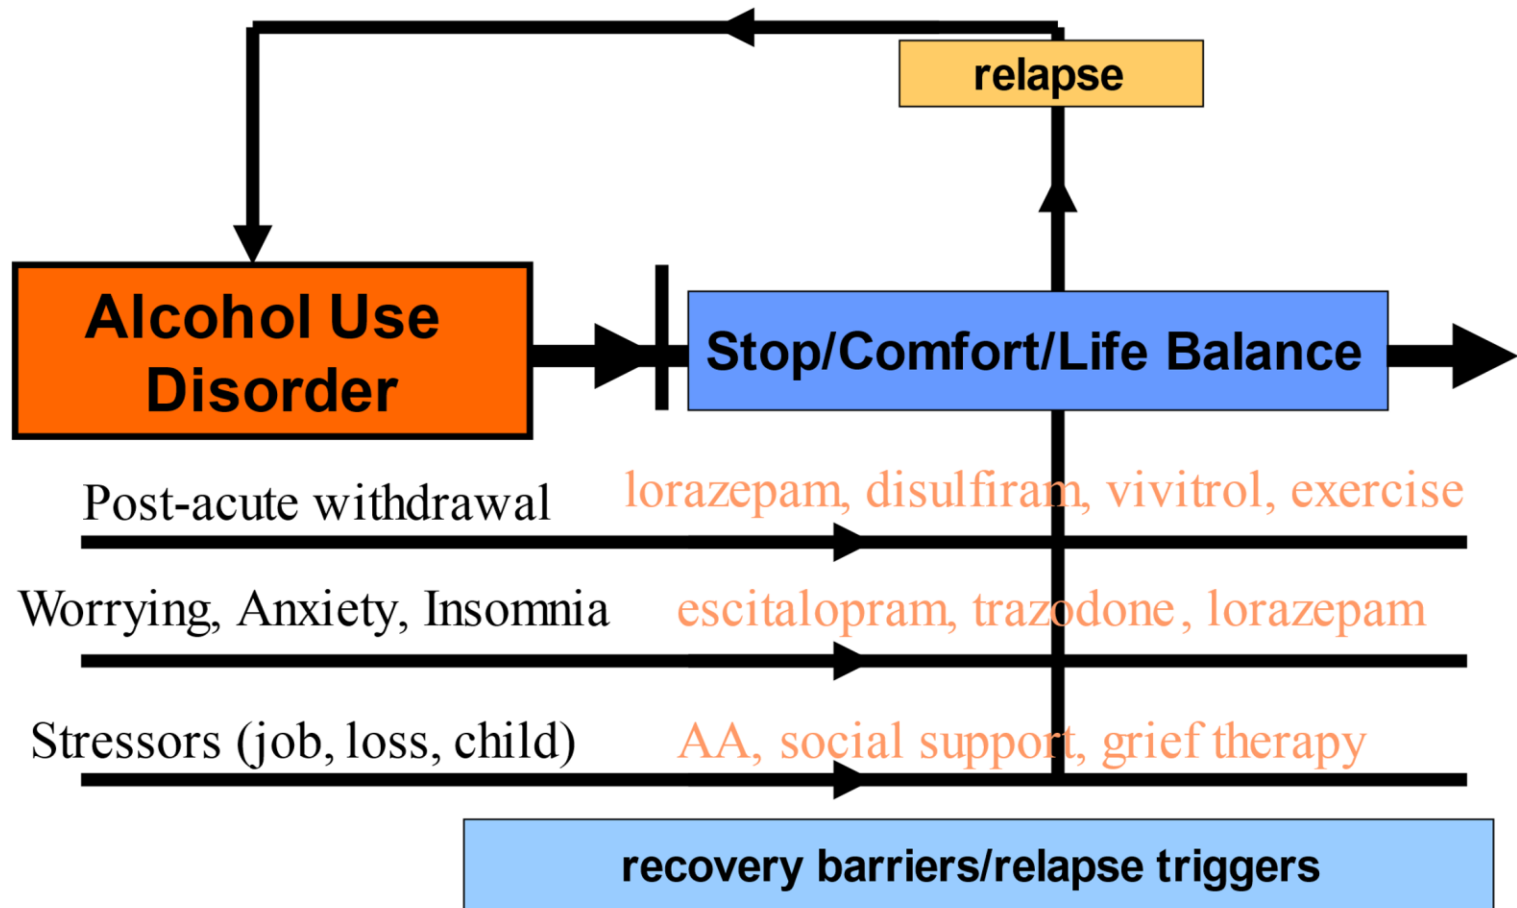 relapse
Alcohol Use
Disorder
Stop/Comfort/Life Balance
Post-acute withdrawal
lorazepam, disulfiram, vivitrol, exercise
Worrying, Anxiety, Insomnia
escitalopram, trazodone, lorazepam
Stressors (job, loss, child)
AA, social support, grief therapy
recovery barriers/relapse triggers